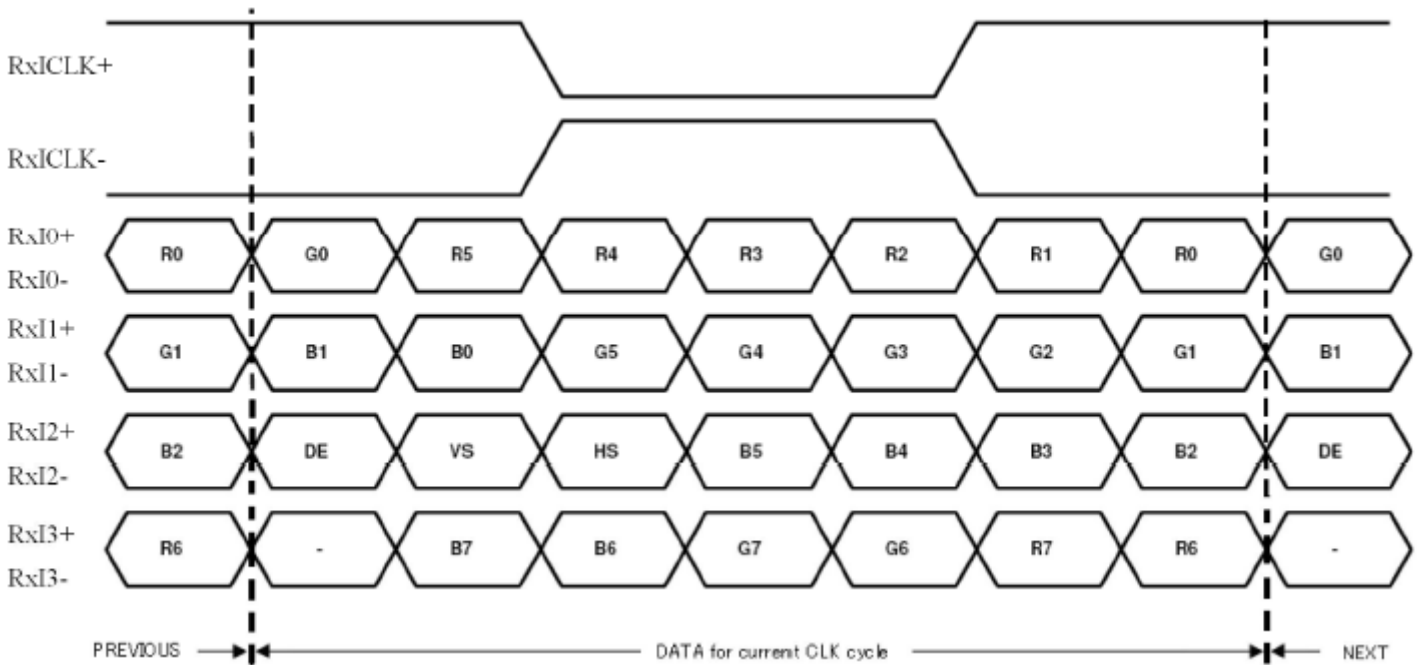 RxICLK+
RxICLK-
RxI0+
R0 G0 R5 R4 R3 R2 R1 R0 G0
RxI0-
RxI1+
G1 B1 B0 G5 G4 G3 G2 G1 B1
RxI1-
RxI2+
B2 DE VS HS B5 B4 B3 B2 DE
RxI2-
RxI3+
R6 - B7 B6 G7 G6 R7 R6 -
RxI3-
PREVIOUS DATA for current CLK cycle NEXT